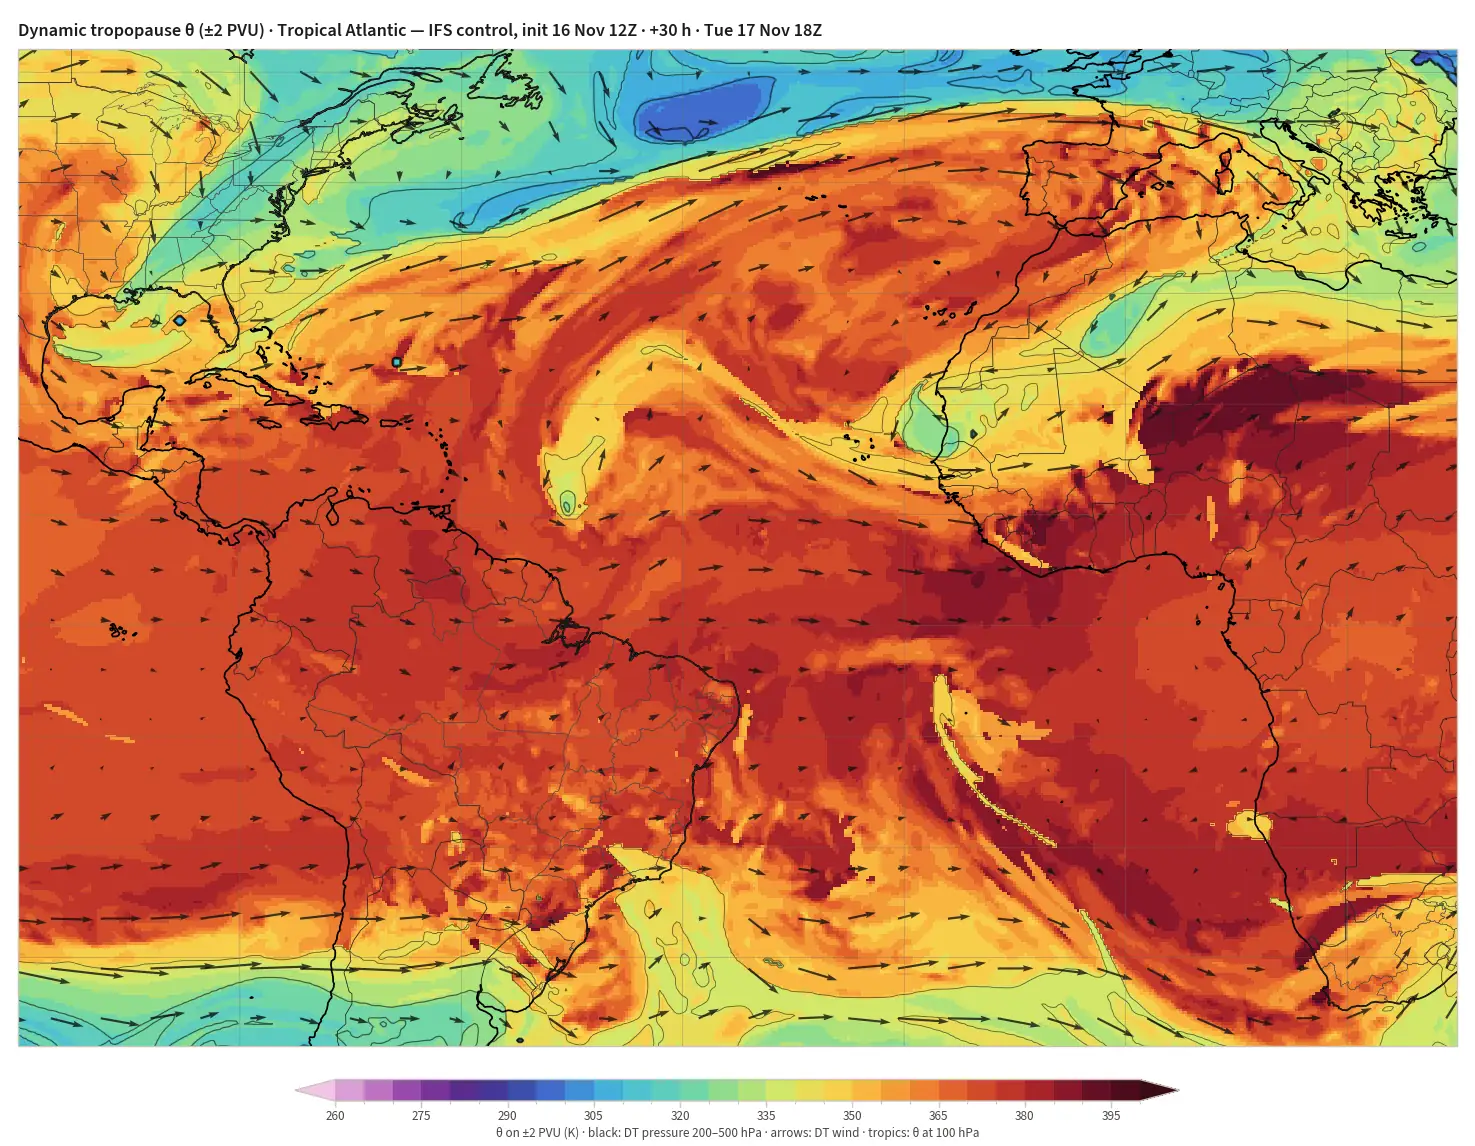 Dynamic tropopause θ (±2 PVU) · Tropical Atlantic — IFS control, init 16 Nov 12Z · +30 h · Tue 17 Nov 18Z
260 275 290 305 320 335 350 365 380 395
θ on ±2 PVU (K) · black: DT pressure 200–500 hPa · arrows: DT wind · tropics: θ at 100 hPa